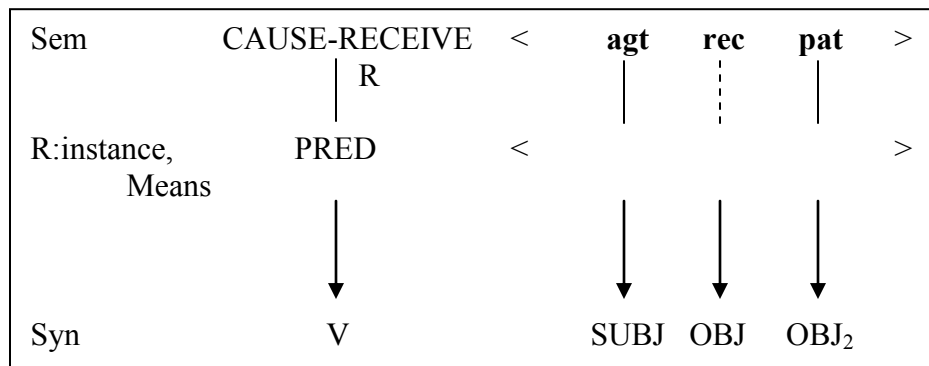 Sem CAUSE-RECEIVE < agt rec pat >
R
R:instance, PRED < >
Means
Syn V SUBJ OBJ OBJ₂